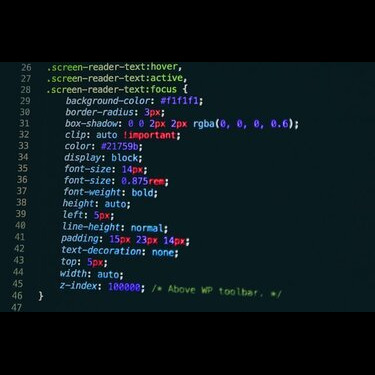 26 .screen-reader-text:hover,
27 .screen-reader-text:active,
28 .screen-reader-text:focus {
29 background-color: #f1f1f1;
30 border-radius: 3px;
31 box-shadow: 0 0 2px 2px rgba(0, 0, 0, 0.6);
32 clip: auto !important;
33 color: #21759b;
34 display: block;
35 font-size: 14px;
36 font-size: 0.875rem;
37 font-weight: bold;
38 height: auto;
39 left: 5px;
40 line-height: normal;
41 padding: 15px 23px 14px;
42 text-decoration: none;
43 top: 5px;
44 width: auto;
45 z-index: 100000; /* Above WP toolbar. */
46 }
47